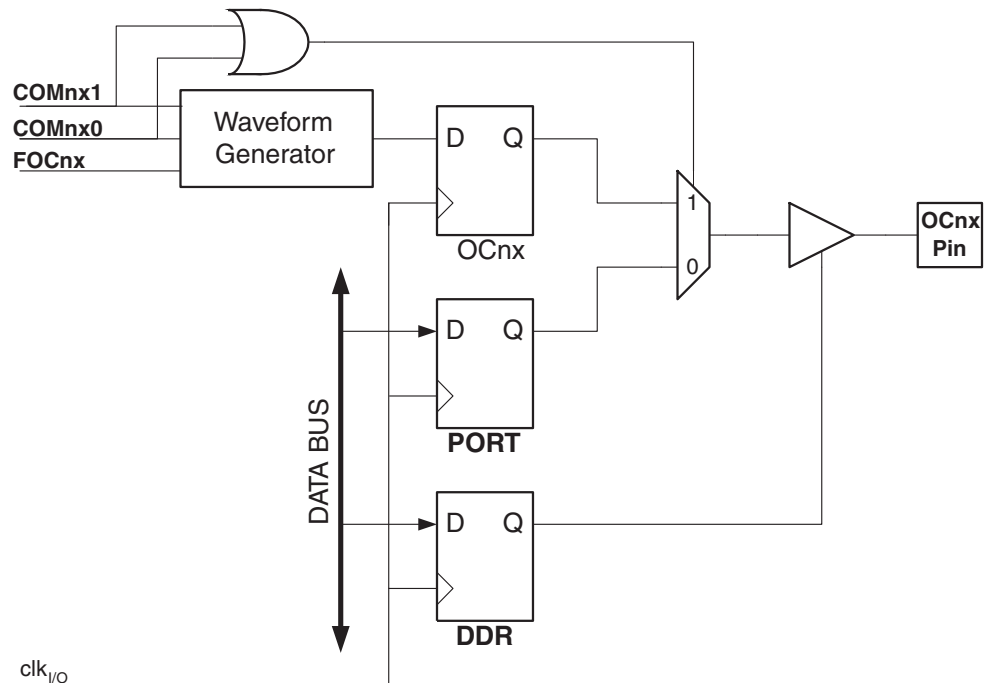 COMnx1
COMnx0
FOCnx
Waveform
Generator
D Q
OCnx
1
0
OCnx
Pin
D Q
PORT
DATA BUS
D Q
DDR
clkI/O